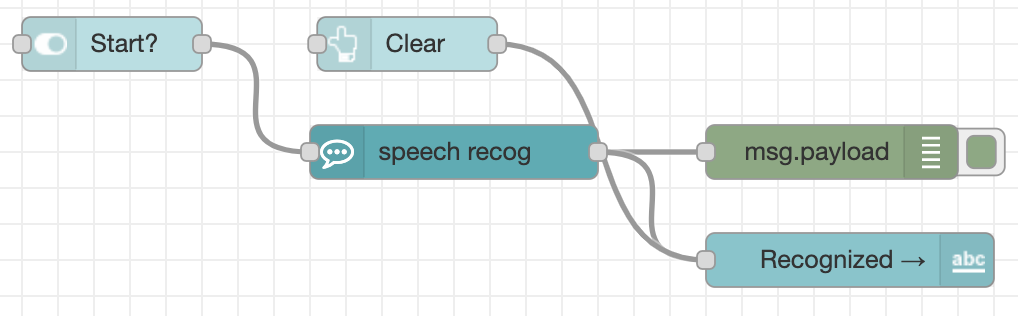 Start?
Clear
speech recog
msg.payload
Recognized →
abc